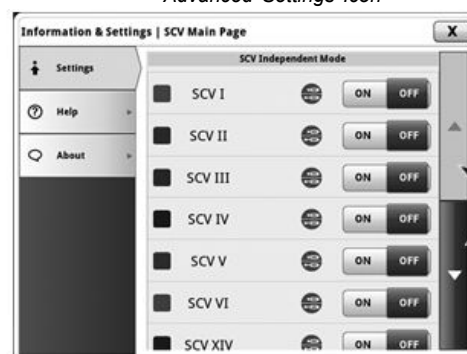 Advanced Settings Icon
Information & Settings | SCV Main Page X
Settings
Help
About
SCV Independent Mode
SCV I ON OFF
SCV II ON OFF
SCV III ON OFF
SCV IV ON OFF
SCV V ON OFF
SCV VI ON OFF
SCV XIV ON OFF